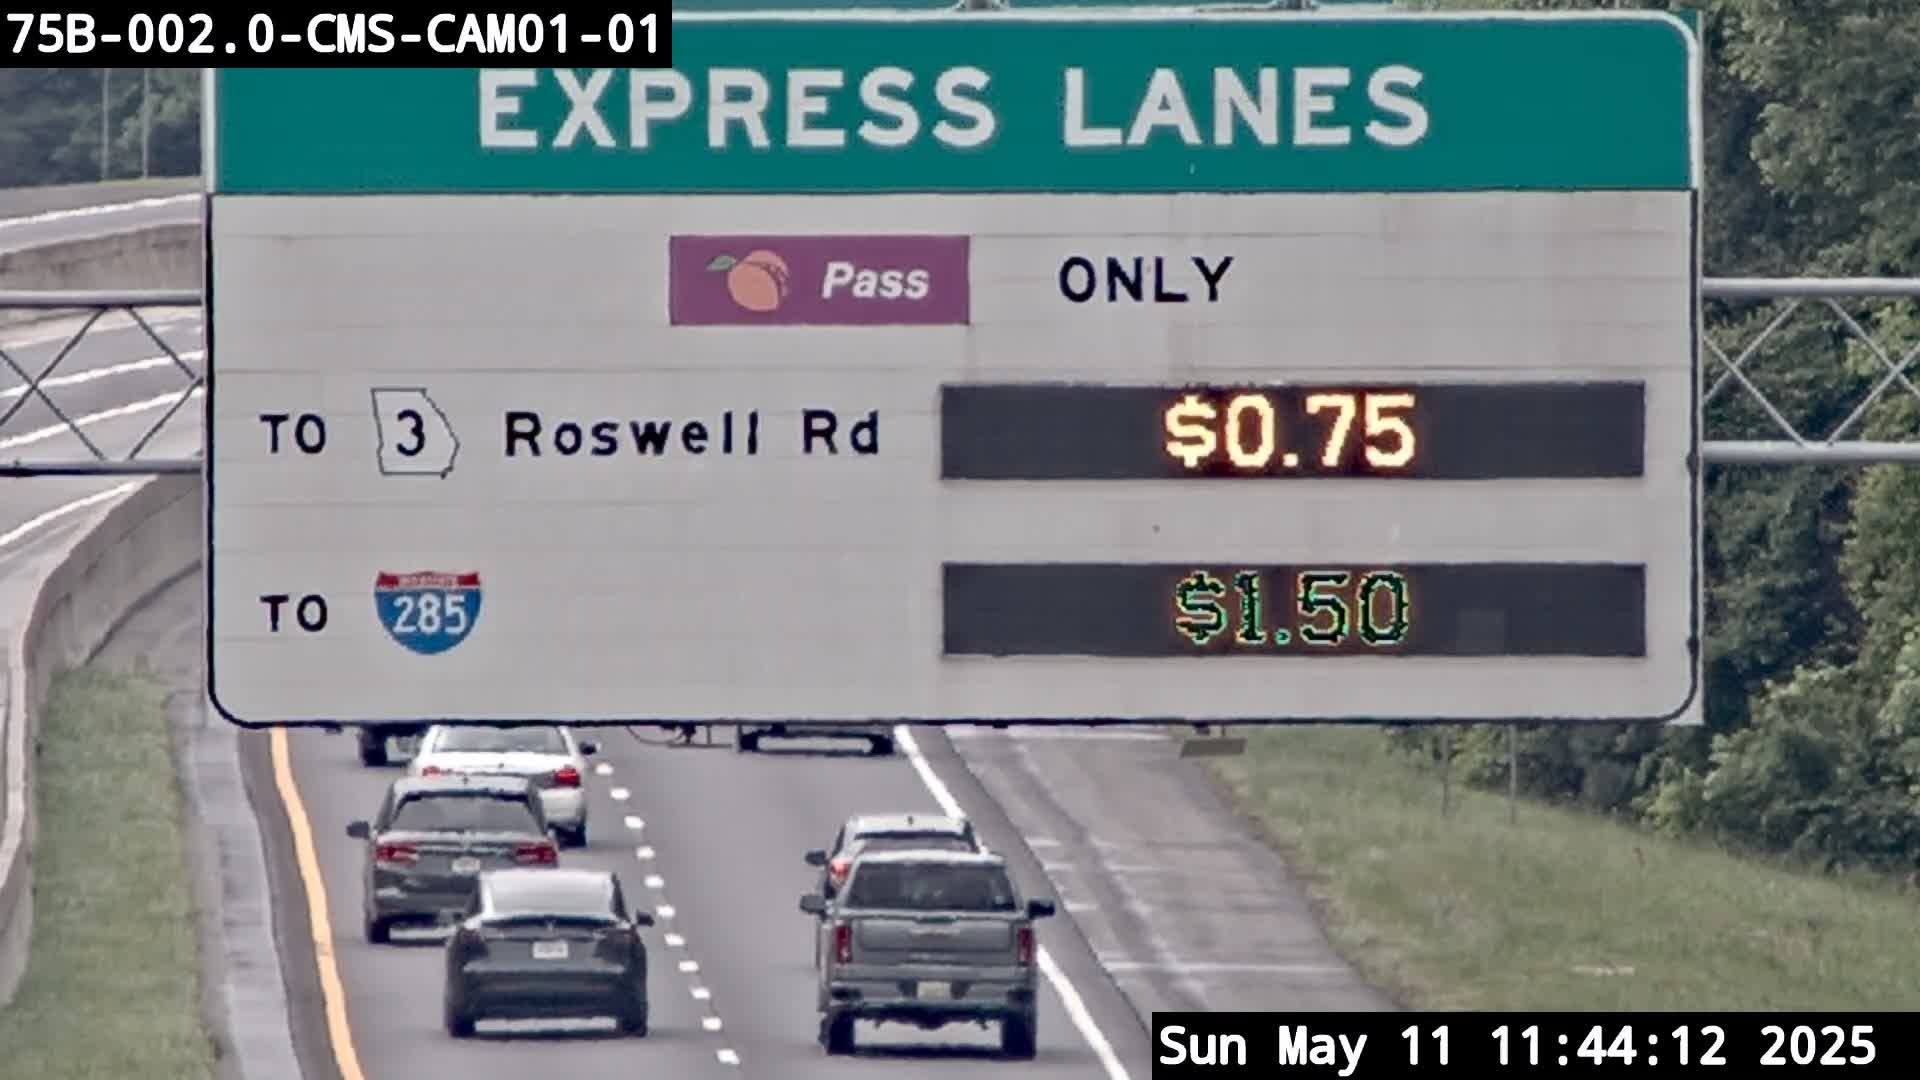 75B-002.0-CMS-CAM01-01
EXPRESS LANES
Pass ONLY
TO 3 Roswell Rd $0.75
TO 285 $1.50
Sun May 11 11:44:12 2025